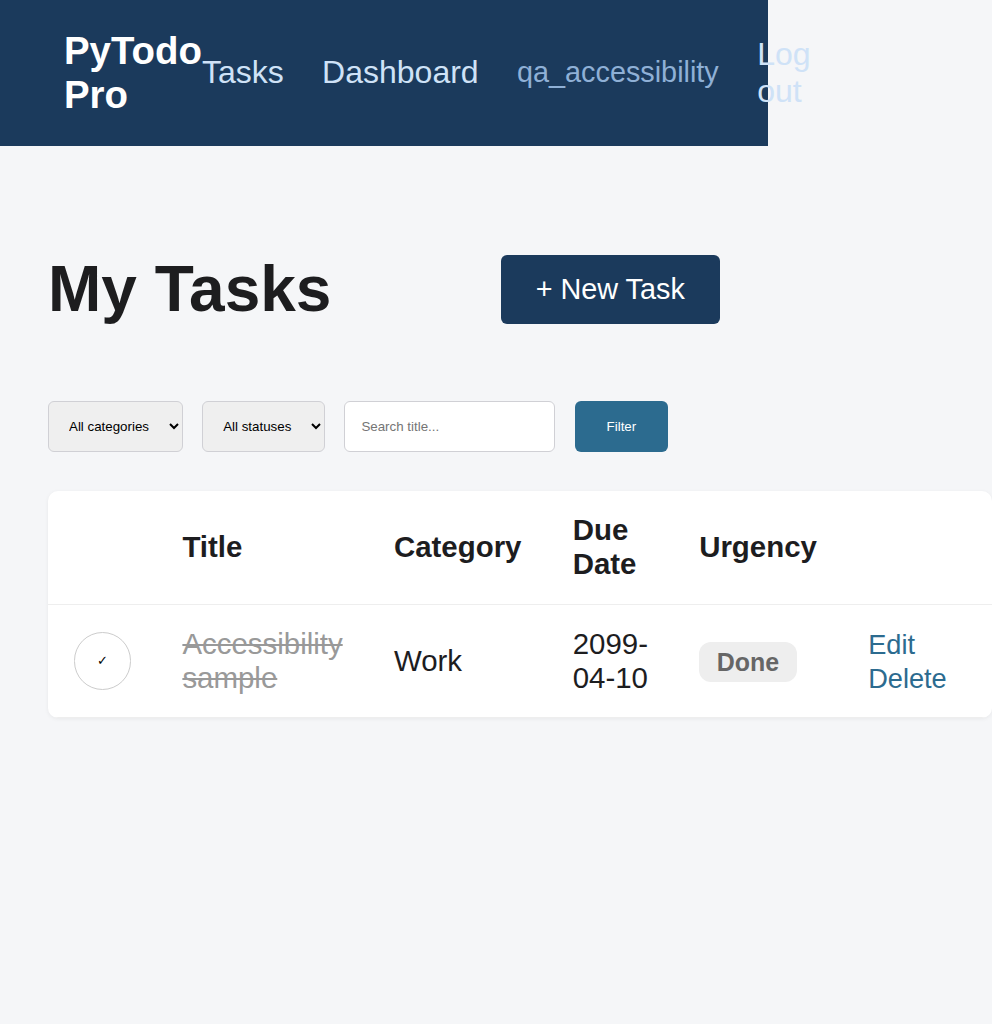 PyTodo Pro
Tasks
Dashboard
qa_accessibility
Log out
My Tasks
+ New Task
All categories
All statuses
Search title...
Filter
Title
Category
Due Date
Urgency
✓
Accessibility sample
Work
2099-04-10
Done
Edit
Delete